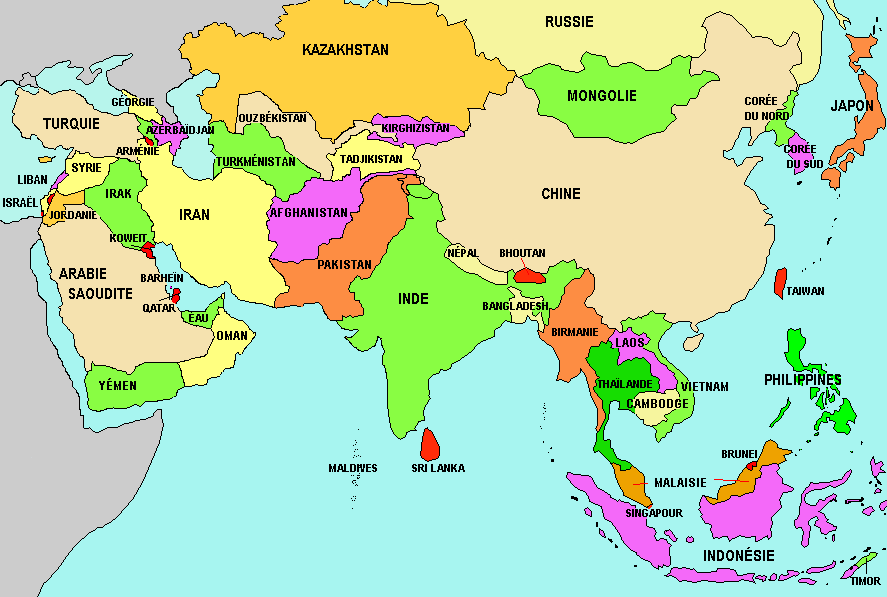 RUSSIE
KAZAKHSTAN
MONGOLIE
GÉORGIE
CORÉE
DU NORD
JAPON
OUZBÉKISTAN
TURQUIE
AZERBAÏDJAN
KIRGHIZISTAN
ARMÉNIE
CORÉE
DU SUD
TURKMÉNISTAN
TADJIKISTAN
SYRIE
LIBAN
IRAK
CHINE
ISRAËL
JORDANIE
IRAN
AFGHANISTAN
KOWEIT
NÉPAL
BHOUTAN
PAKISTAN
ARABIE
SAOUDITE
BARHEÏN
INDE
TAIWAN
QATAR
BANGLADESH
EAU
OMAN
BIRMANIE
LAOS
YÉMEN
THAÏLANDE
VIETNAM
PHILIPPINES
CAMBODGE
BRUNEI
MALDIVES
SRI LANKA
MALAISIE
SINGAPOUR
INDONÉSIE
TIMOR